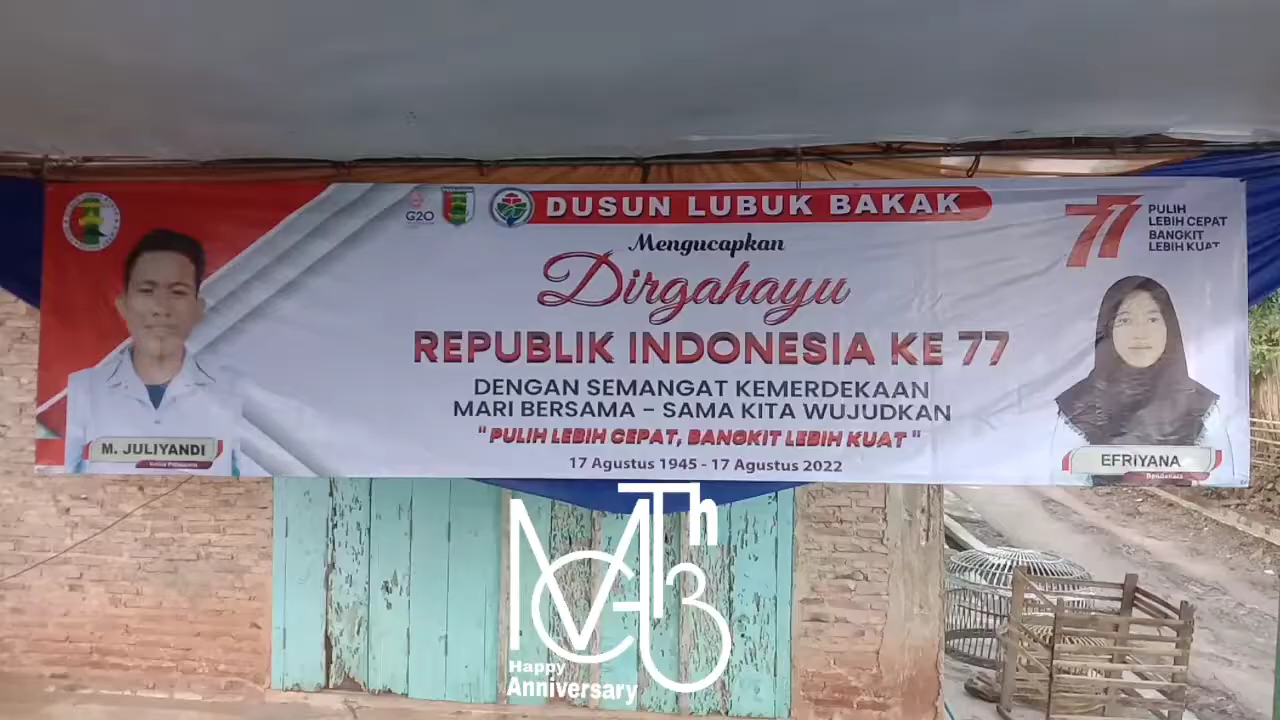 G20
DUSUN LUBUK BAKAK
Mengucapkan
Dirgahayu
REPUBLIK INDONESIA KE 77
DENGAN SEMANGAT KEMERDEKAAN
MARI BERSAMA - SAMA KITA WUJUDKAN
" PULIH LEBIH CEPAT, BANGKIT LEBIH KUAT "
17 Agustus 1945 - 17 Agustus 2022
77
PULIH
LEBIH CEPAT
BANGKIT
LEBIH KUAT
M. JULIYANDI
EFRIYANA
Bendahara
Th
3
Happy
Anniversary